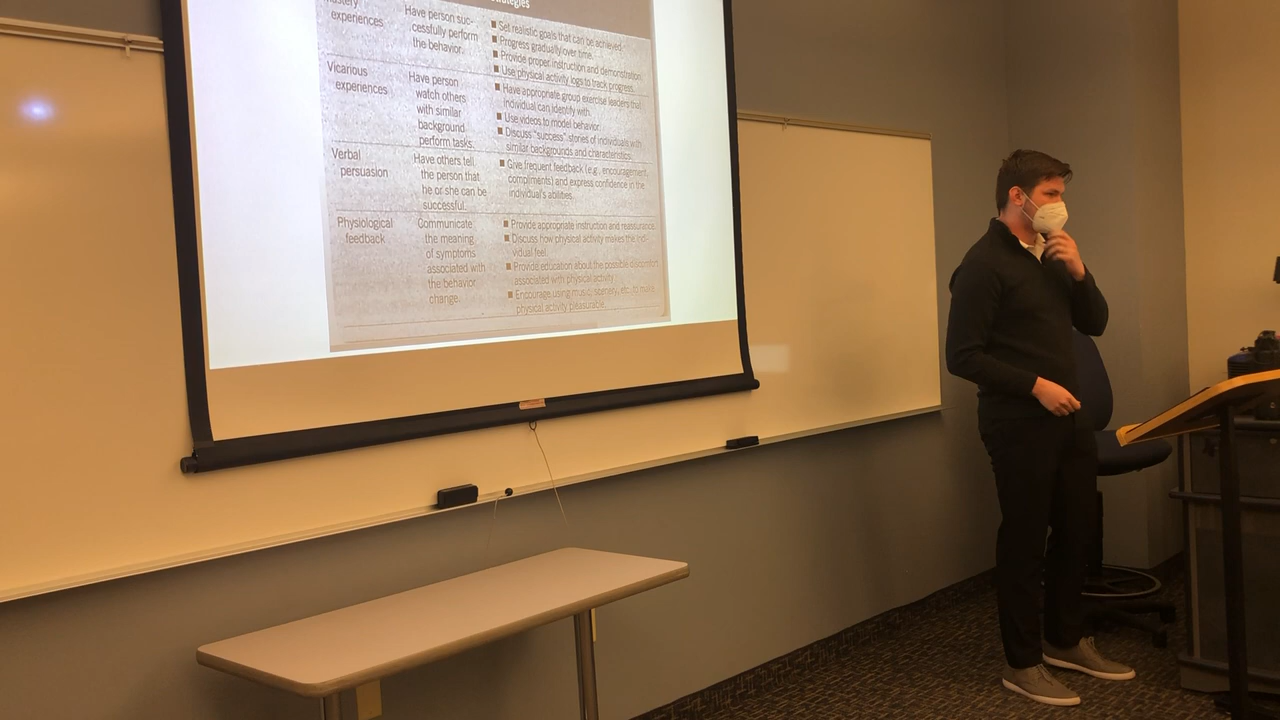 Strategies
Mastery
experiences
Have person suc-
cessfully perform
the behavior.
■ Set realistic goals that can be achieved.
■ Progress gradually over time.
■ Provide proper instruction and demonstration.
■ Use physical activity logs to track progress.
Vicarious
experiences
Have person
watch others
with similar
background
perform tasks.
■ Have appropriate group exercise leaders that
individual can identify with.
■ Use videos to model behavior.
■ Discuss "success" stories of individuals with
similar backgrounds and characteristics.
Verbal
persuasion
Have others tell
the person that
he or she can be
successful.
■ Give frequent feedback (e.g., encouragement,
compliments) and express confidence in the
individual's abilities.
Physiological
feedback
Communicate
the meaning
of symptoms
associated with
the behavior
change.
■ Provide appropriate instruction and reassurance.
■ Discuss how physical activity makes the indi-
vidual feel.
■ Provide education about the possible discomfort
associated with physical activity.
■ Encourage using music, scenery, etc. to make
physical activity pleasurable.